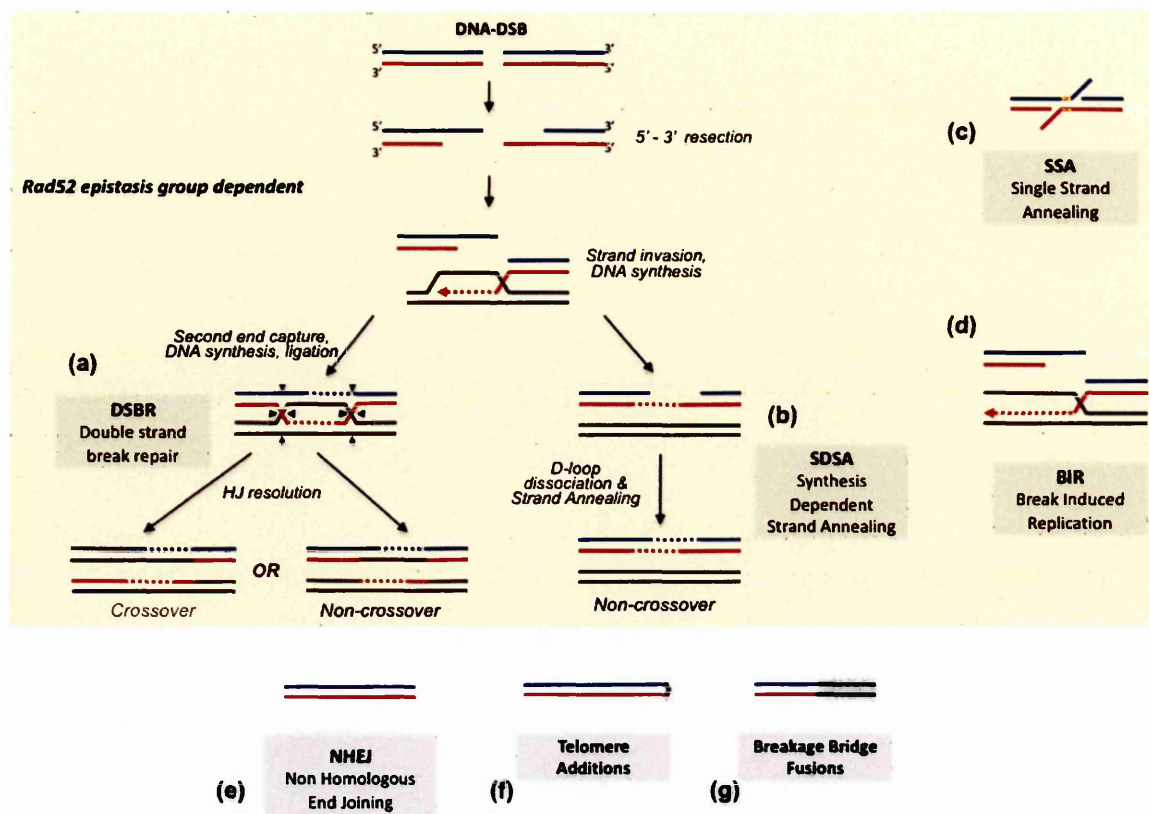 DNA-DSB
5′ 3′
3′ 5′
5′ 3′
3′ 5′
5′ - 3′ resection
Rad52 epistasis group dependent
Strand invasion,
DNA synthesis
Second end capture,
DNA synthesis, ligation
(a)
DSBR
Double strand
break repair
HJ resolution
OR
Crossover
Non-crossover
(b)
SDSA
Synthesis
Dependent
Strand Annealing
D-loop
dissociation &
Strand Annealing
Non-crossover
(c)
SSA
Single Strand
Annealing
(d)
BIR
Break Induced
Replication
(e)
NHEJ
Non Homologous
End Joining
(f)
Telomere
Additions
(g)
Breakage Bridge
Fusions